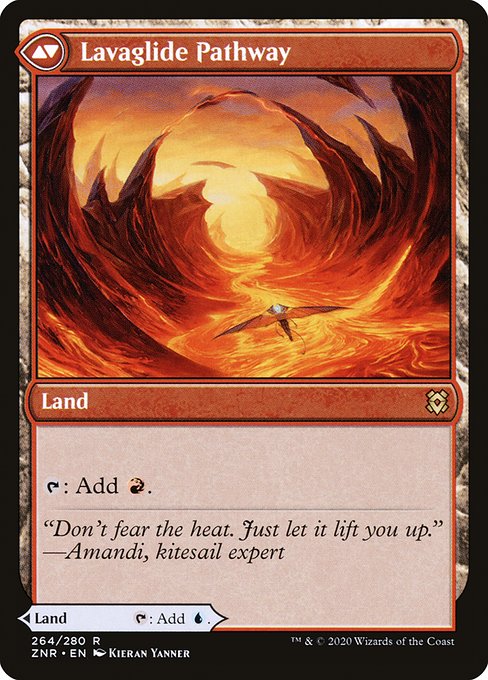 Lavaglide Pathway
Land
: Add .
“Don’t fear the heat. Just let it lift you up.”
—Amandi, kitesail expert
Land : Add .
264/280 R
ZNR • EN Kieran Yanner
™ & © 2020 Wizards of the Coast